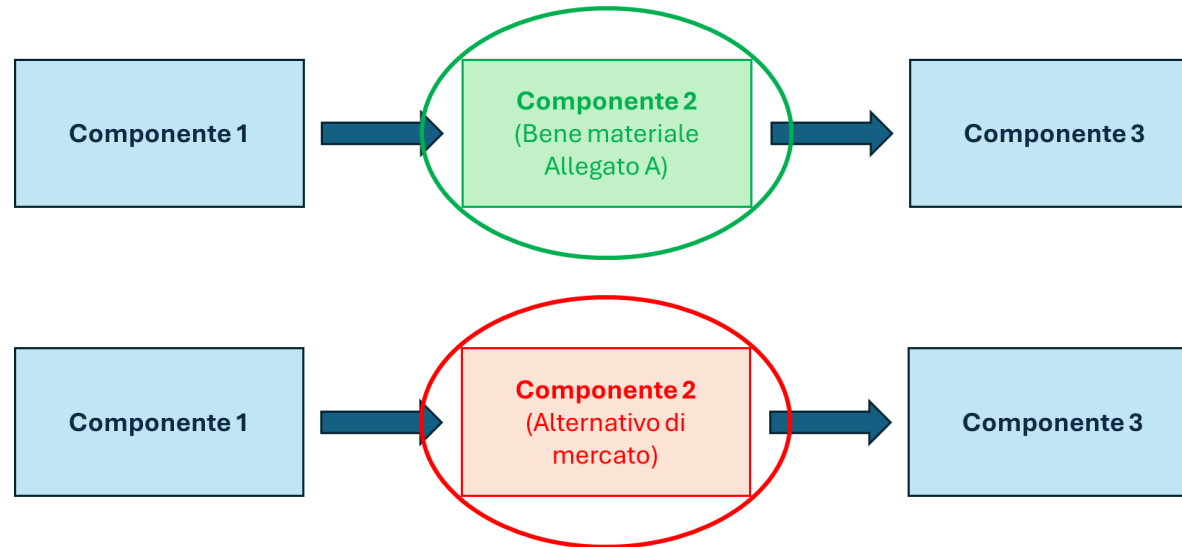 Componente 1
Componente 2
(Bene materiale
Allegato A)
Componente 3
Componente 1
Componente 2
(Alternativo di
mercato)
Componente 3